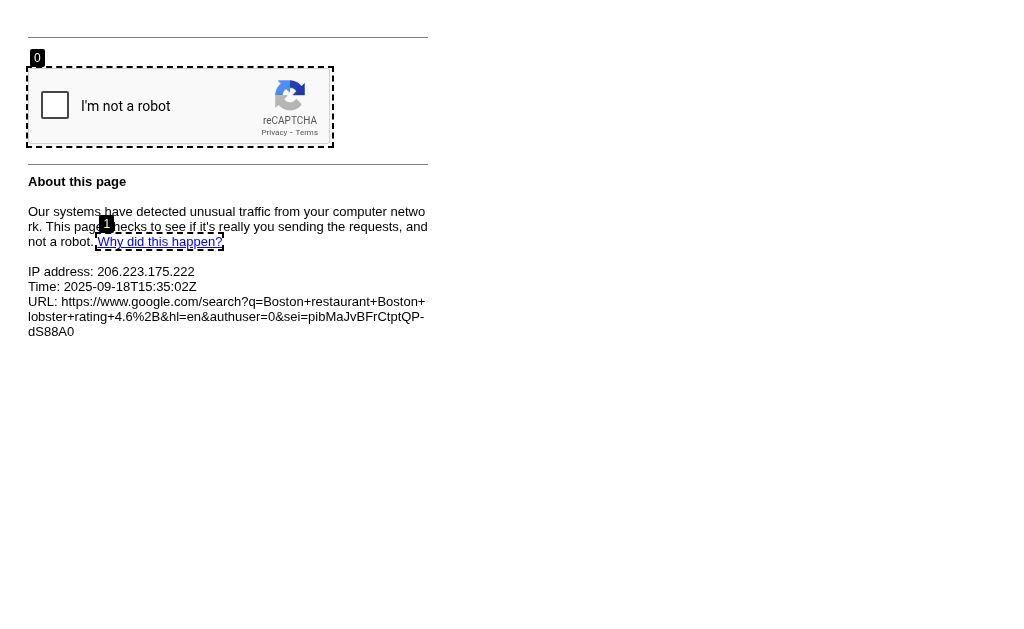 0
I'm not a robot
reCAPTCHA
Privacy - Terms
About this page
Our systems have detected unusual traffic from your computer netwo
rk. This page checks to see if it's really you sending the requests, and
1
not a robot. Why did this happen?
IP address: 206.223.175.222
Time: 2025-09-18T15:35:02Z
URL: https://www.google.com/search?q=Boston+restaurant+Boston+
lobster+rating+4.6%2B&hl=en&authuser=0&sei=pibMaJvBFrCtptQP-
dS88A0